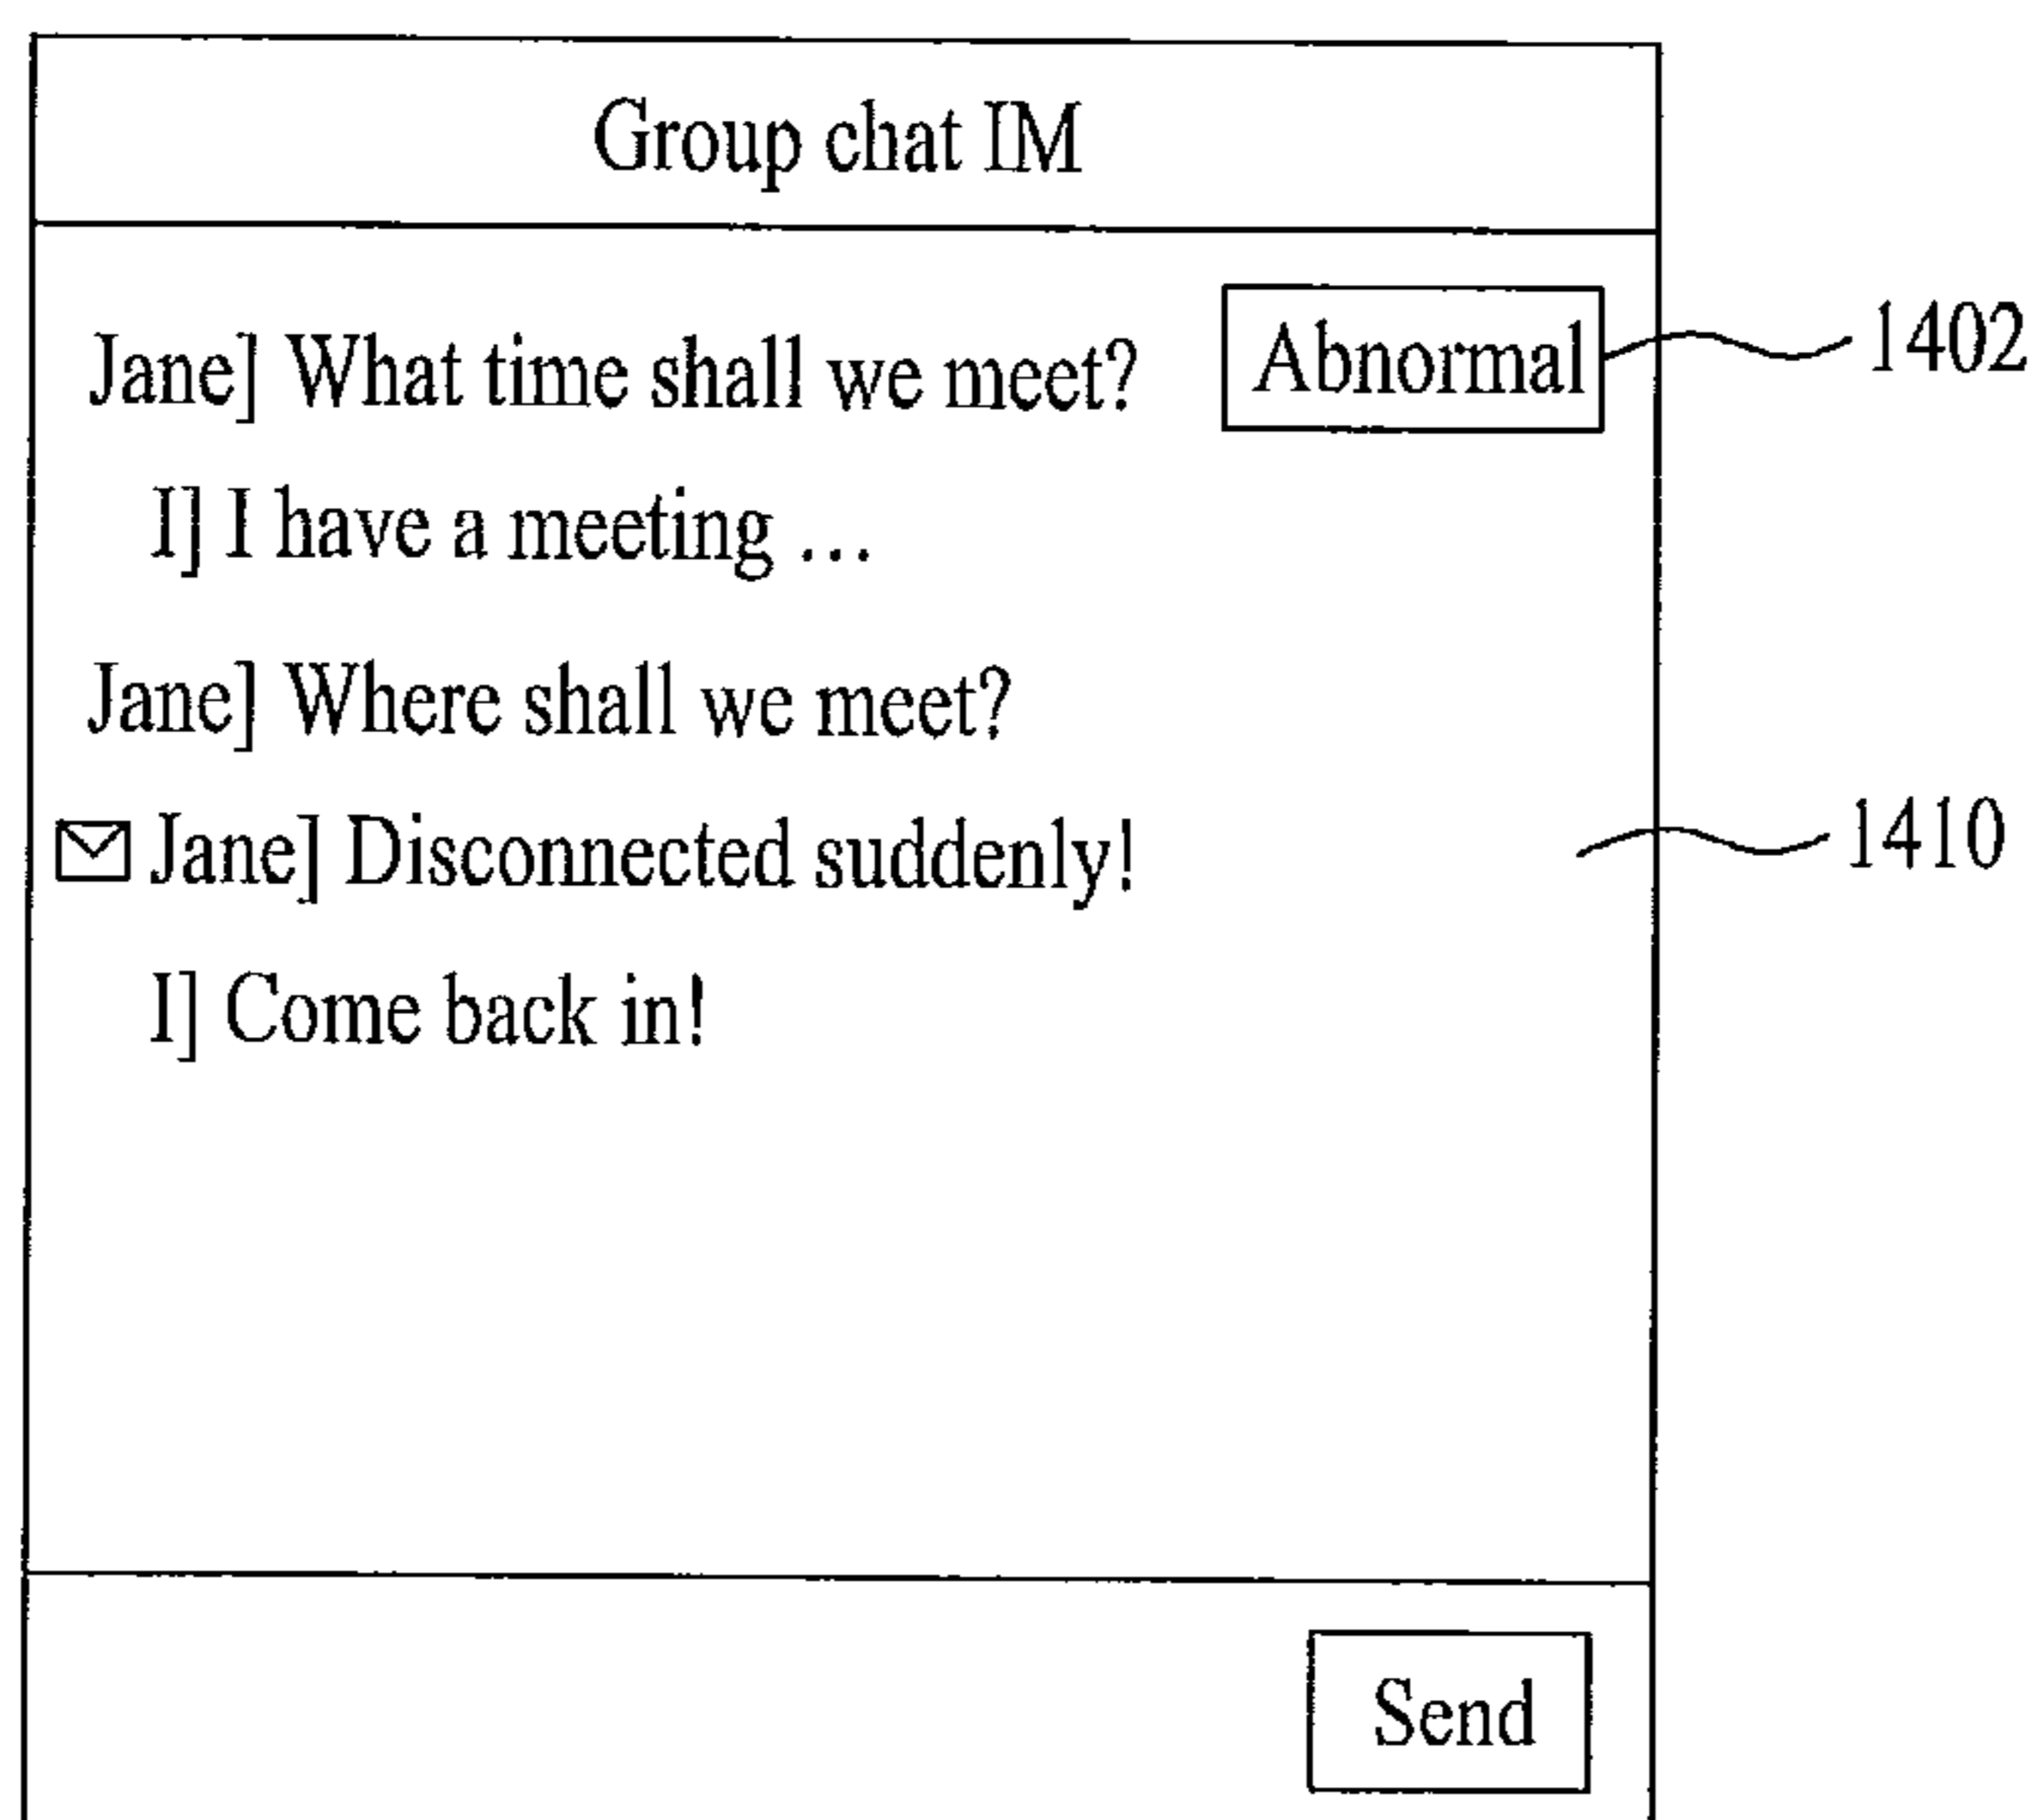 Group chat IM
Jane] What time shall we meet? Abnormal 1402
I] I have a meeting ...
Jane] Where shall we meet?
Jane] Disconnected suddenly! 1410
I] Come back in!
Send